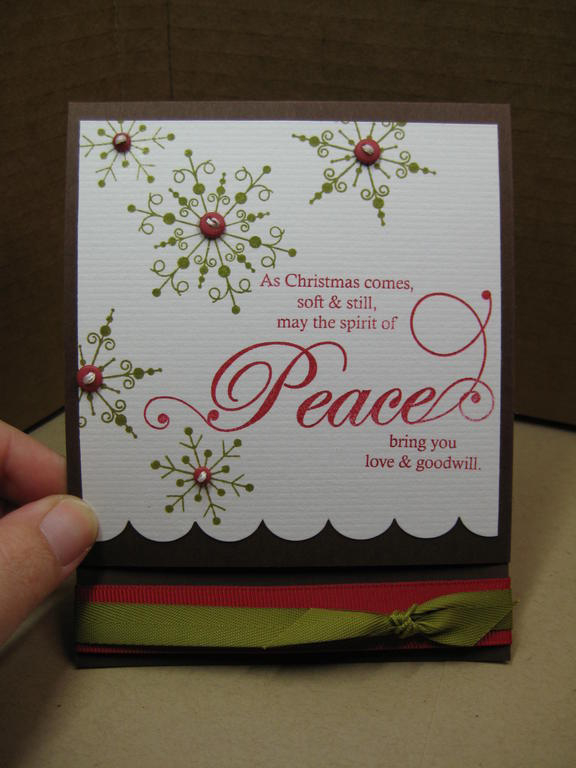 As Christmas comes,
soft & still,
may the spirit of
Peace
bring you
love & goodwill.